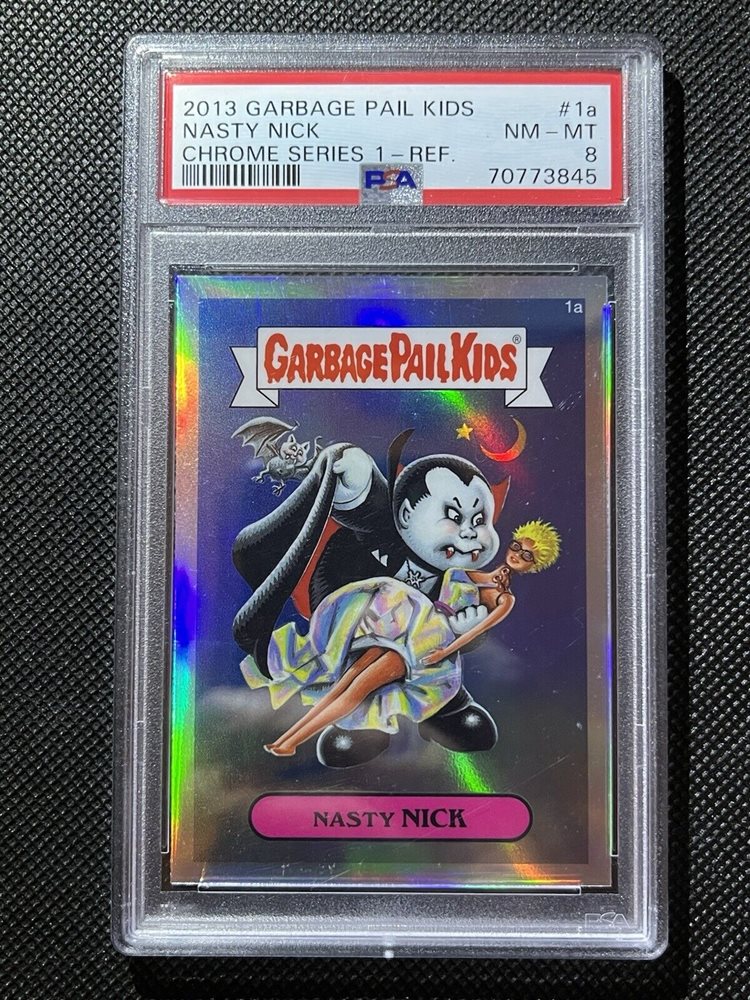 2013 GARBAGE PAIL KIDS #1a
NASTY NICK NM-MT
CHROME SERIES 1-REF. 8
PSA 70773845
1a
GARBAGE PAIL KIDS®
NASTY NICK
PSA